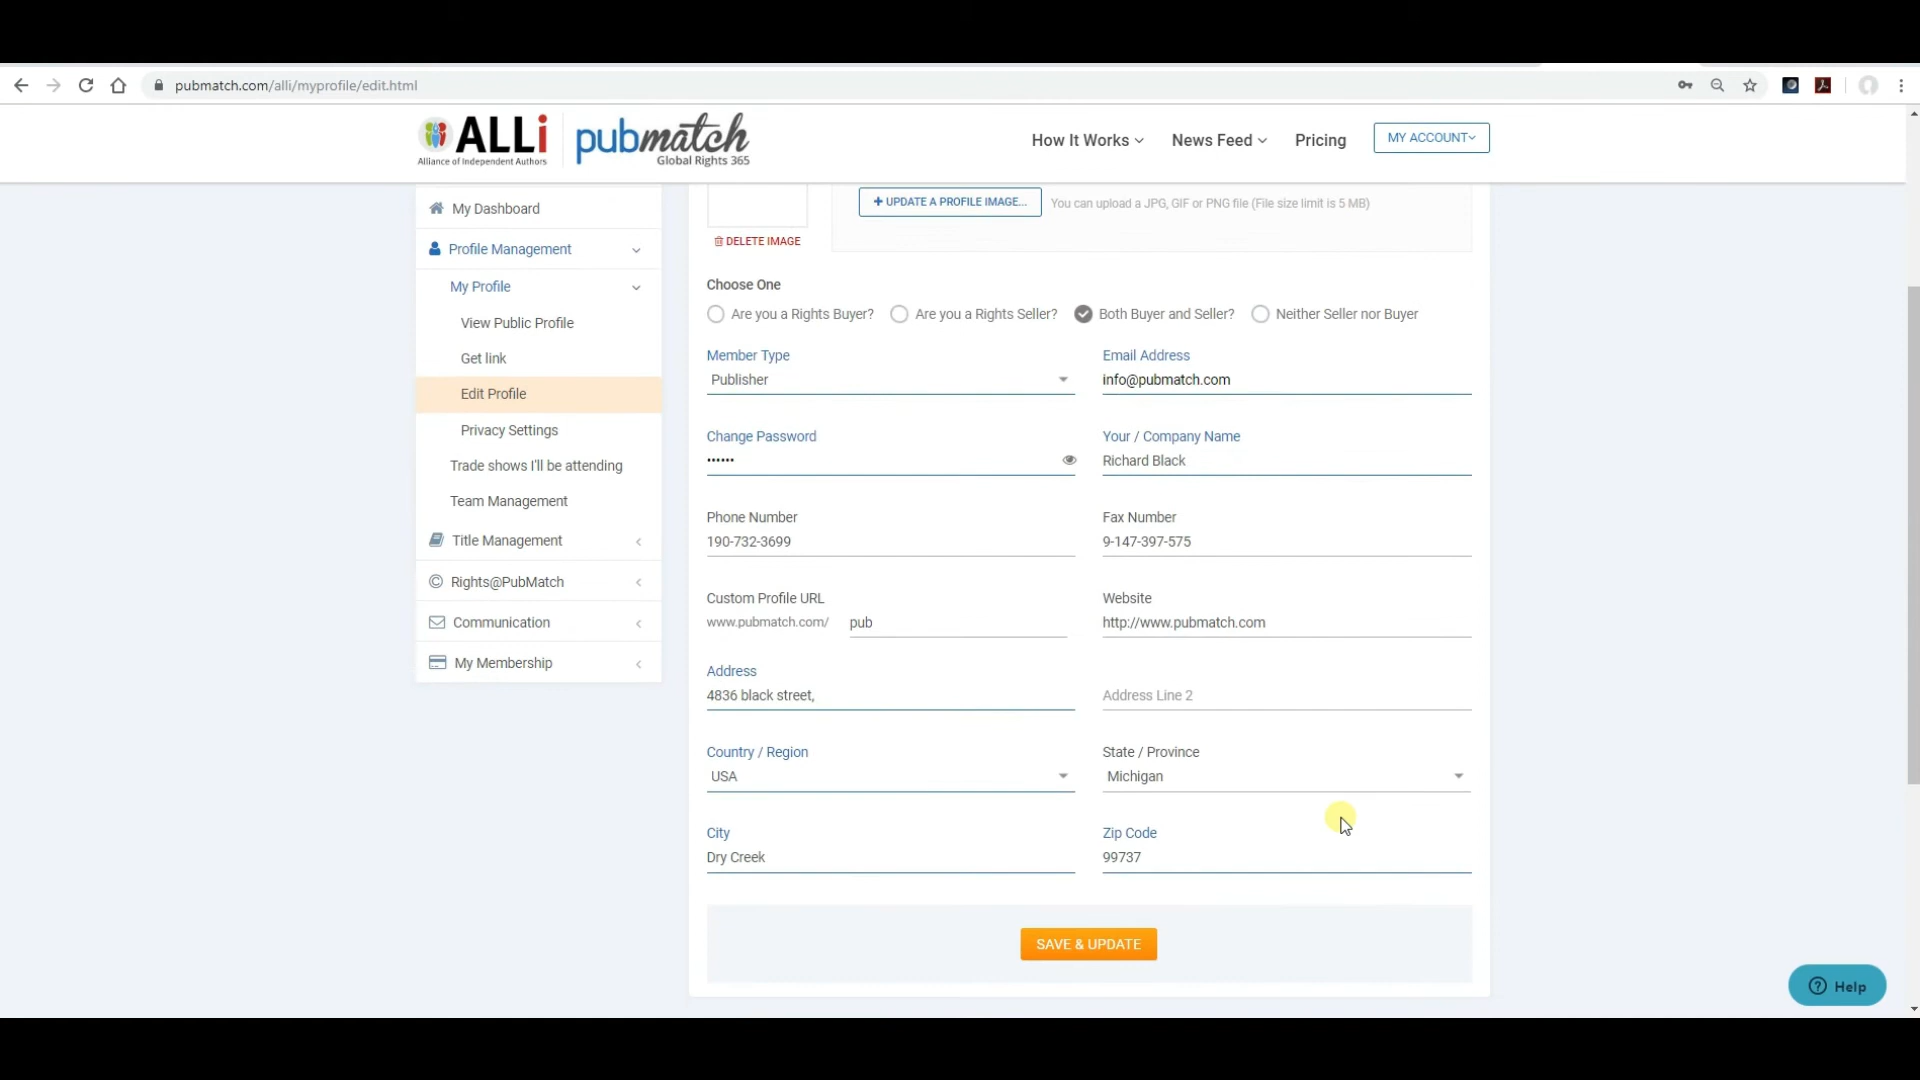 pubmatch.com/alli/myprofile/edit.html
ALLi
Alliance of Independent Authors
pubmatch
Global Rights 365
How It Works
News Feed
Pricing
MY ACCOUNT
My Dashboard
Profile Management
My Profile
View Public Profile
Get link
Edit Profile
Privacy Settings
Trade shows I'll be attending
Team Management
Title Management
© Rights@PubMatch
Communication
My Membership
+ UPDATE A PROFILE IMAGE...
You can upload a JPG, GIF or PNG file (File size limit is 5 MB)
DELETE IMAGE
Choose One
Are you a Rights Buyer?
Are you a Rights Seller?
Both Buyer and Seller?
Neither Seller nor Buyer
Member Type
Publisher
Email Address
info@pubmatch.com
Change Password
••••••
Your / Company Name
Richard Black
Phone Number
190-732-3699
Fax Number
9-147-397-575
Custom Profile URL
www.pubmatch.com/ pub
Website
http://www.pubmatch.com
Address
4836 black street,
Address Line 2
Country / Region
USA
State / Province
Michigan
City
Dry Creek
Zip Code
99737
SAVE & UPDATE
? Help